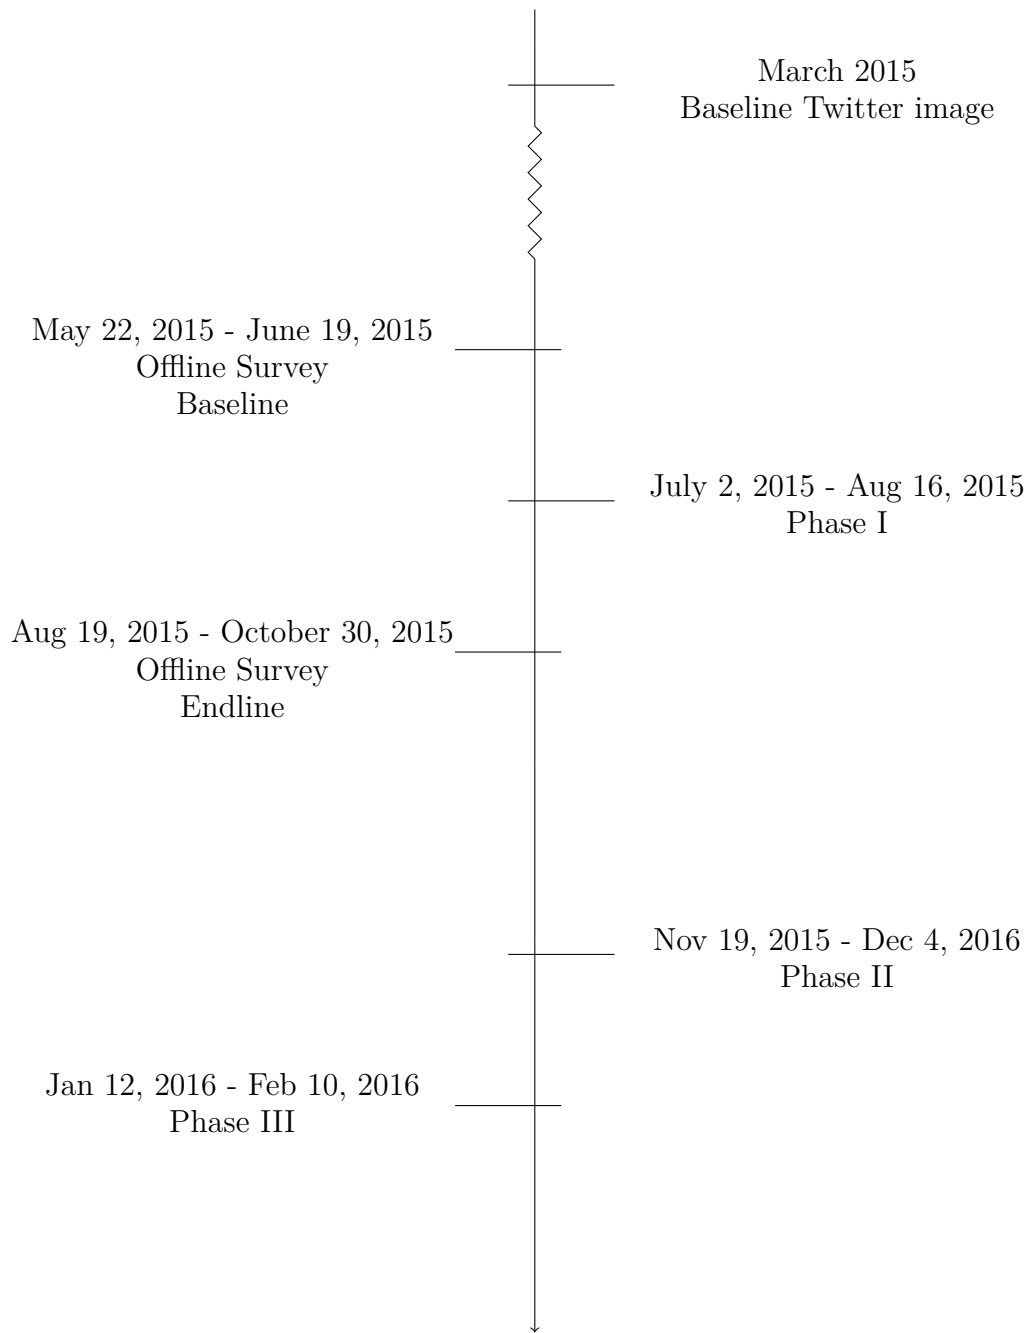 March 2015
Baseline Twitter image
May 22, 2015 - June 19, 2015
Offline Survey
Baseline
July 2, 2015 - Aug 16, 2015
Phase I
Aug 19, 2015 - October 30, 2015
Offline Survey
Endline
Nov 19, 2015 - Dec 4, 2016
Phase II
Jan 12, 2016 - Feb 10, 2016
Phase III